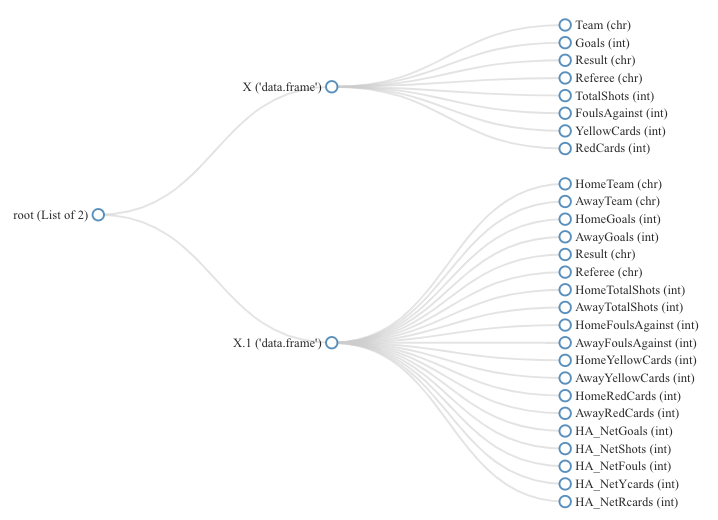 root (List of 2)
X ('data.frame')
Team (chr)
Goals (int)
Result (chr)
Referee (chr)
TotalShots (int)
FoulsAgainst (int)
YellowCards (int)
RedCards (int)
X.1 ('data.frame')
HomeTeam (chr)
AwayTeam (chr)
HomeGoals (int)
AwayGoals (int)
Result (chr)
Referee (chr)
HomeTotalShots (int)
AwayTotalShots (int)
HomeFoulsAgainst (int)
AwayFoulsAgainst (int)
HomeYellowCards (int)
AwayYellowCards (int)
HomeRedCards (int)
AwayRedCards (int)
HA_NetGoals (int)
HA_NetShots (int)
HA_NetFouls (int)
HA_NetYcards (int)
HA_NetRcards (int)